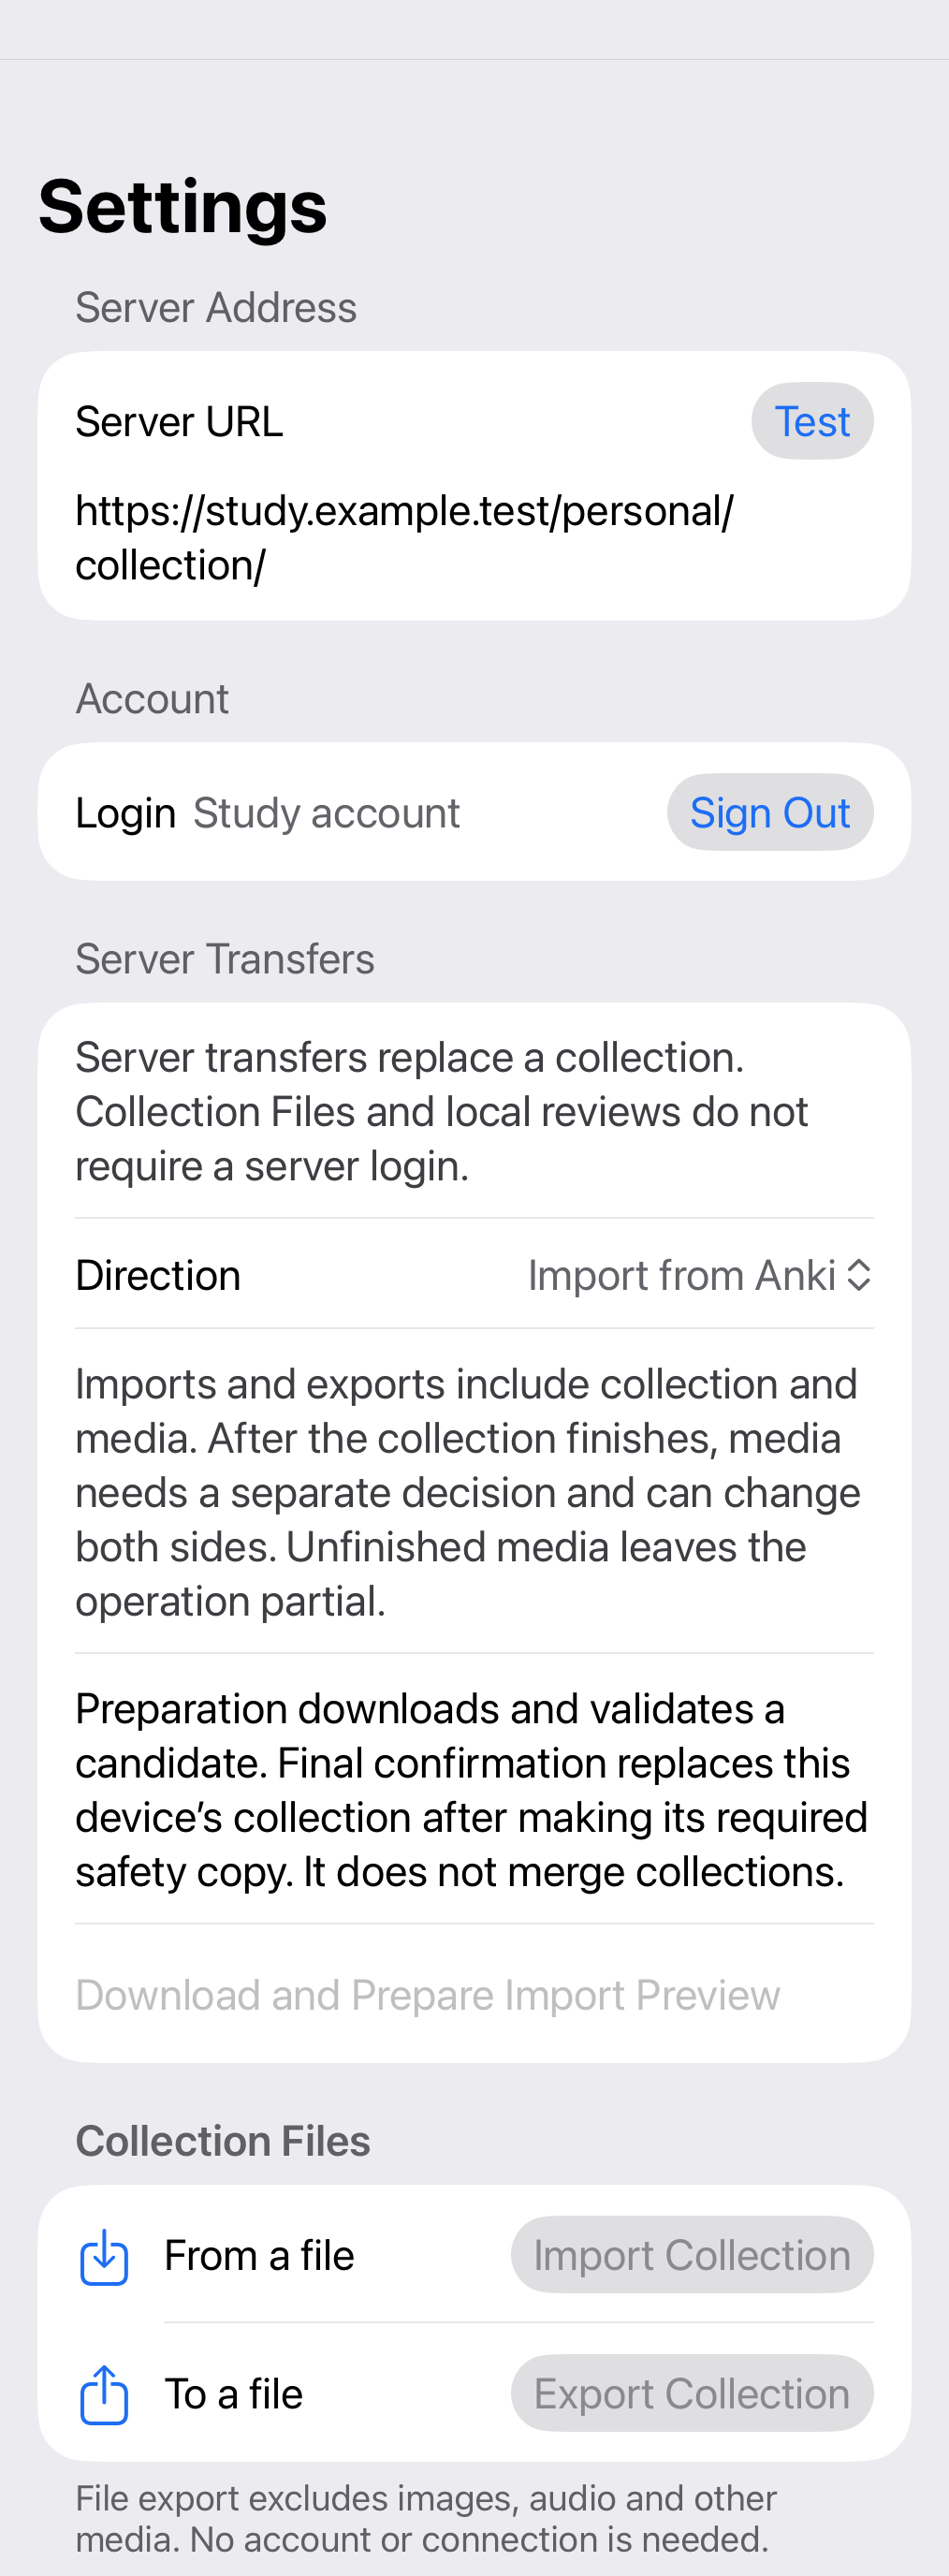 Settings
Server Address
Server URL
Test
https://study.example.test/personal/
collection/
Account
Login Study account
Sign Out
Server Transfers
Server transfers replace a collection.
Collection Files and local reviews do not
require a server login.
Direction
Import from Anki
Imports and exports include collection and
media. After the collection finishes, media
needs a separate decision and can change
both sides. Unfinished media leaves the
operation partial.
Preparation downloads and validates a
candidate. Final confirmation replaces this
device’s collection after making its required
safety copy. It does not merge collections.
Download and Prepare Import Preview
Collection Files
From a file
Import Collection
To a file
Export Collection
File export excludes images, audio and other
media. No account or connection is needed.